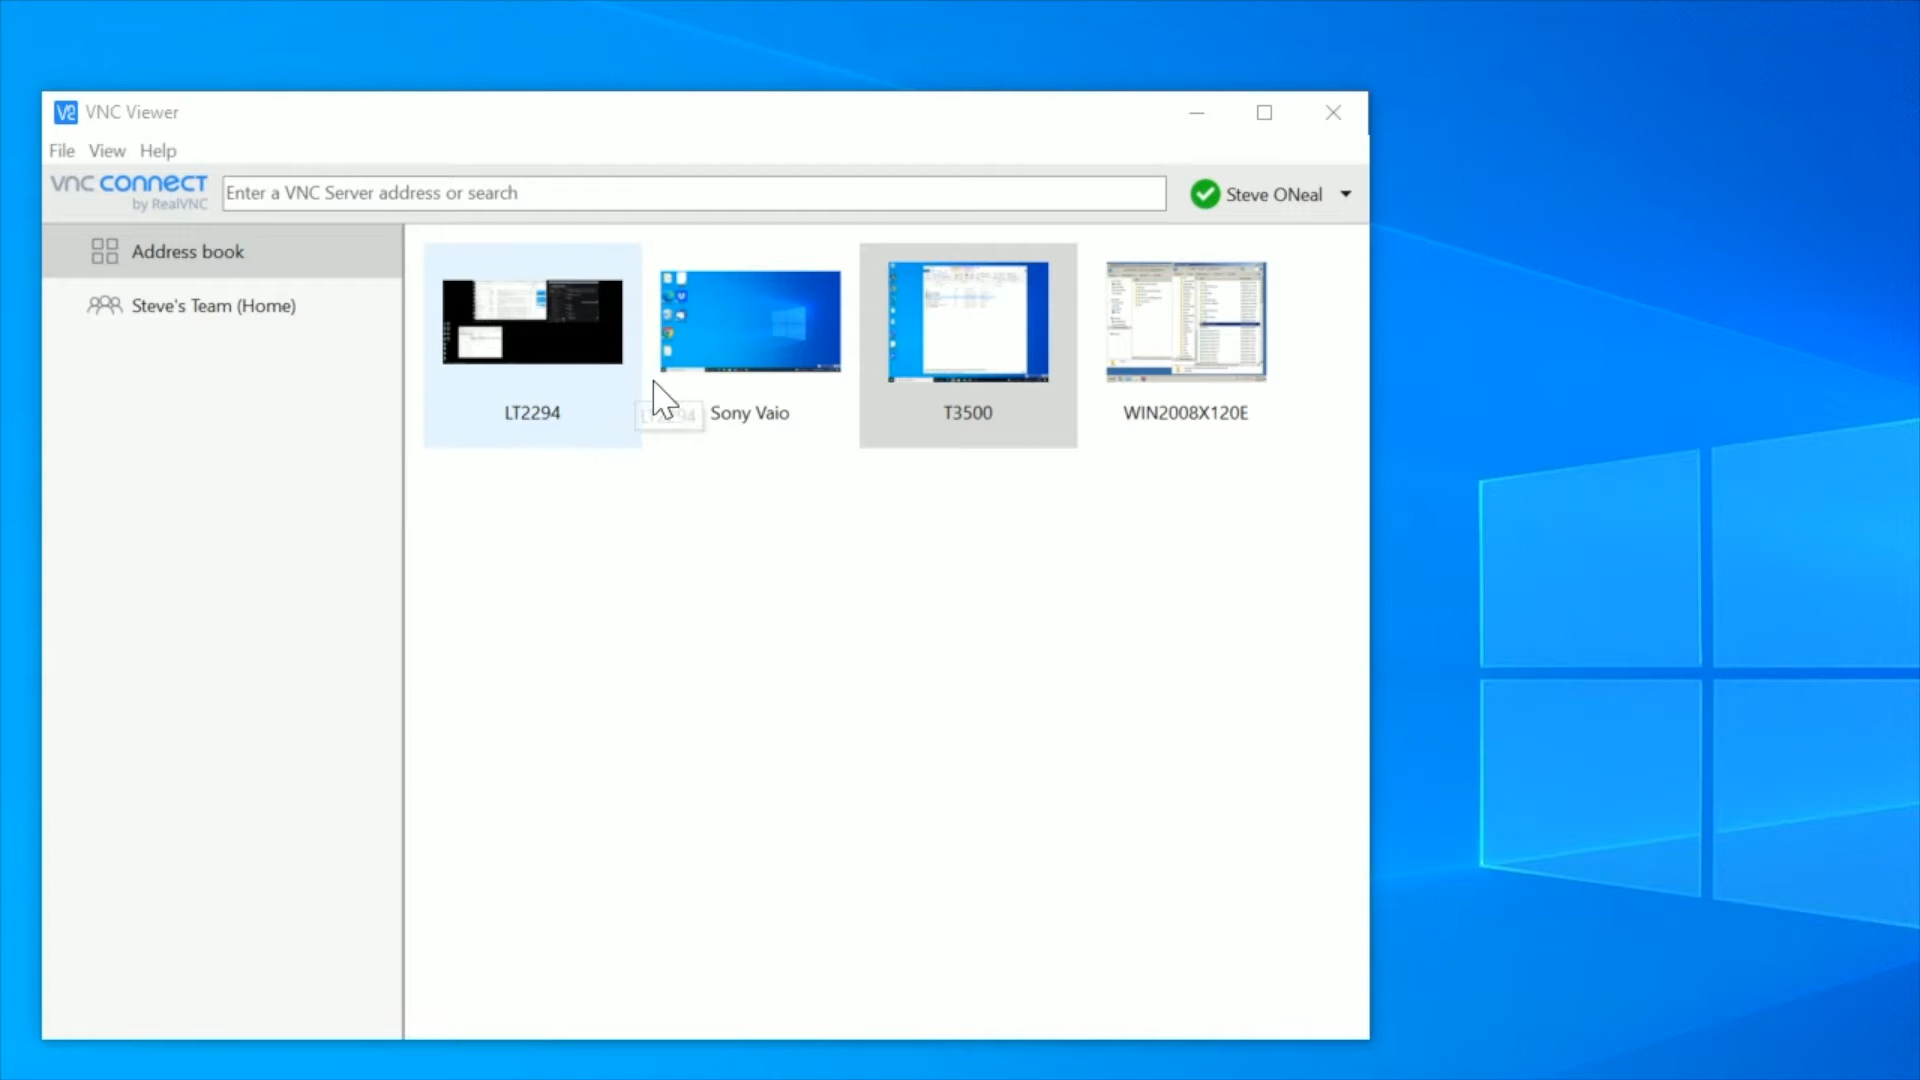 VNC Viewer
File View Help
vnc connect
by RealVNC
Enter a VNC Server address or search
Steve ONeal
Address book
Steve's Team (Home)
LT2294
LT2294
Sony Vaio
T3500
WIN2008X120E